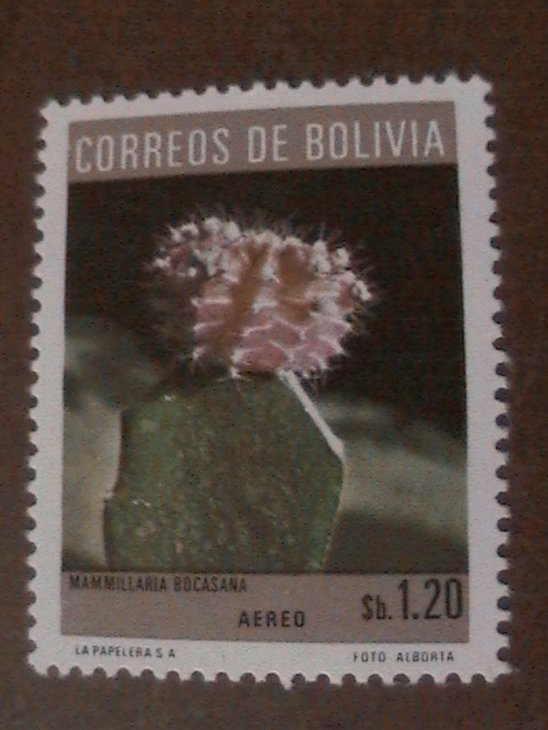 CORREOS DE BOLIVIA
MAMMILLARIA BOCASANA
AEREO
$b. 1.20
LA PAPELERA S A
FOTO ALBORTA